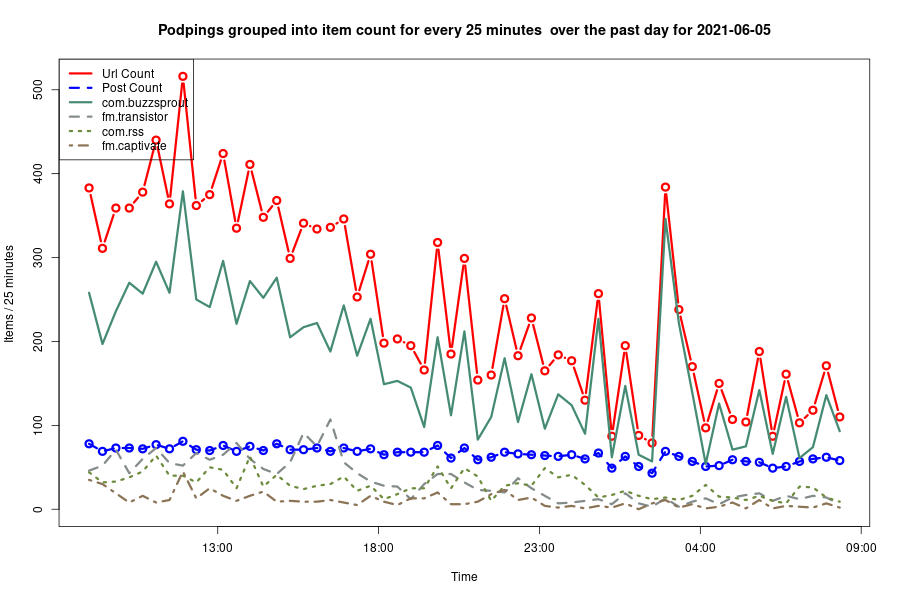 Podpings grouped into item count for every 25 minutes  over the past day for 2021-06-05
Url Count
Post Count
com.buzzsprout
fm.transistor
com.rss
fm.captivate
Items / 25 minutes
500
400
300
200
100
0
13:00
18:00
23:00
04:00
09:00
Time